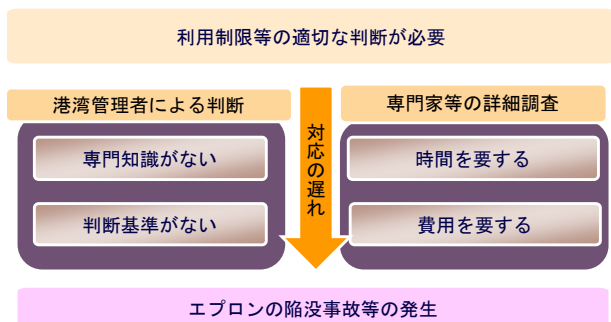 利用制限等の適切な判断が必要
港湾管理者による判断
専門知識がない
判断基準がない
対応の遅れ
専門家等の詳細調査
時間を要する
費用を要する
エプロンの陥没事故等の発生